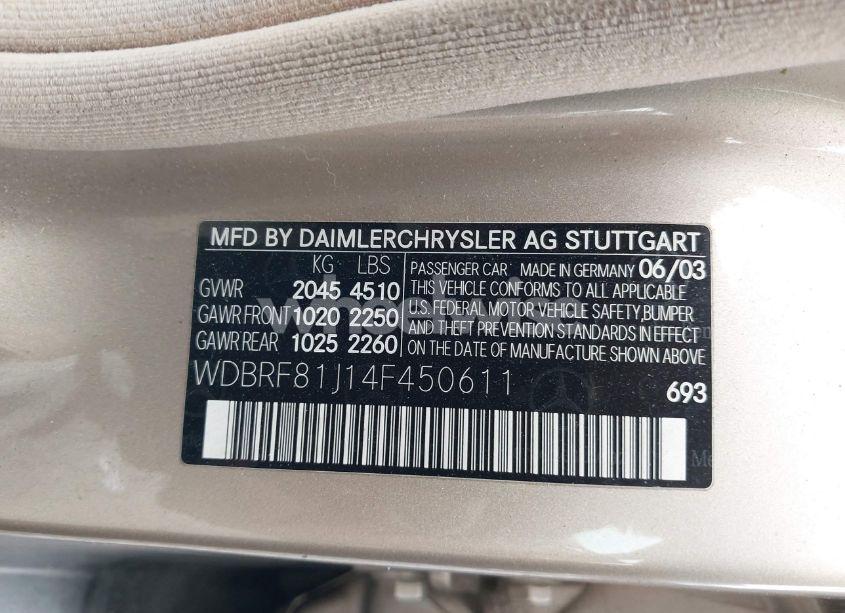 MFD BY DAIMLERCHRYSLER AG STUTTGART
KG LBS
GVWR 2045 4510
GAWR FRONT 1020 2250
GAWR REAR 1025 2260
PASSENGER CAR MADE IN GERMANY 06/03
THIS VEHICLE CONFORMS TO ALL APPLICABLE
U.S. FEDERAL MOTOR VEHICLE SAFETY, BUMPER
AND THEFT PREVENTION STANDARDS IN EFFECT
ON THE DATE OF MANUFACTURE SHOWN ABOVE
WDBRF81J14F450611
693